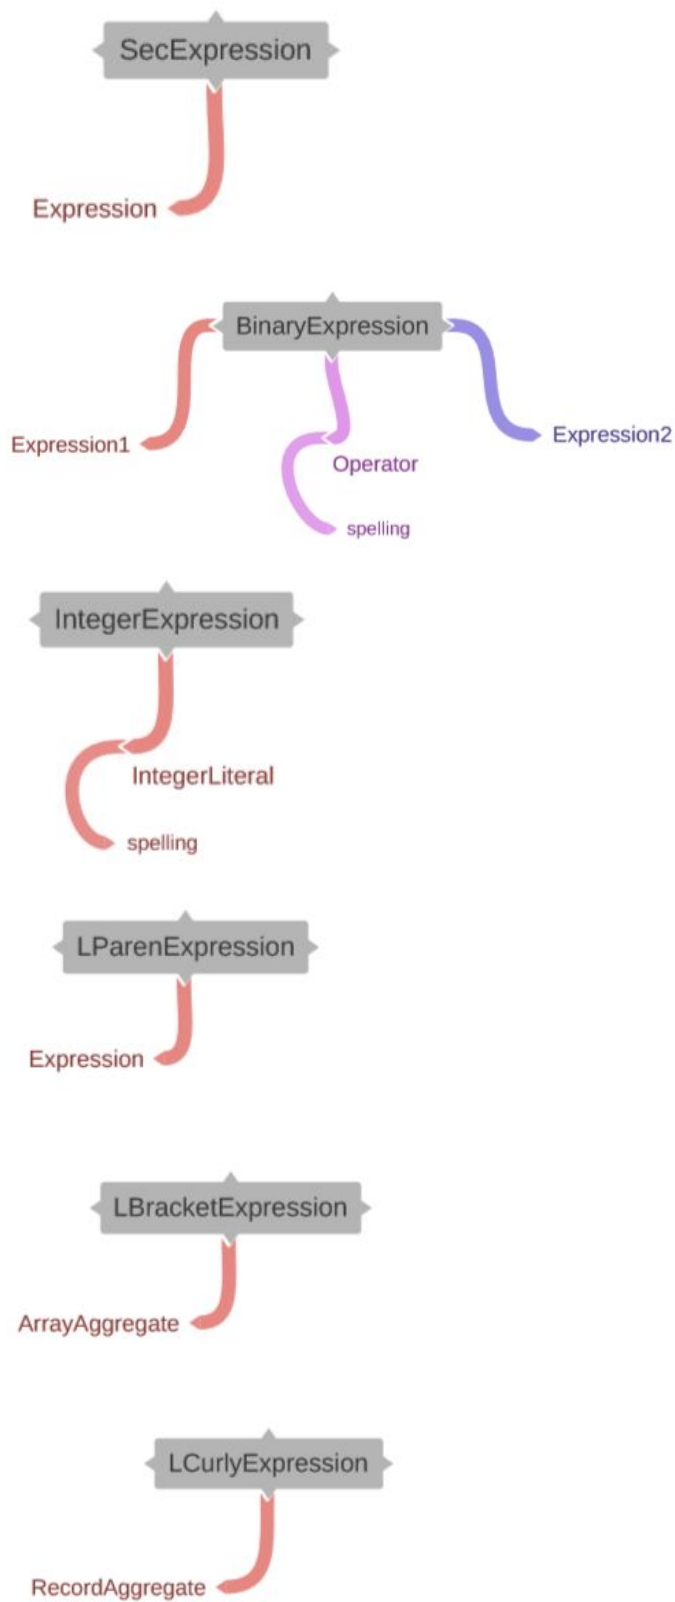 SecExpression
Expression
BinaryExpression
Expression1
Expression2
Operator
spelling
IntegerExpression
IntegerLiteral
spelling
LParenExpression
Expression
LBracketExpression
ArrayAggregate
LCurlyExpression
RecordAggregate